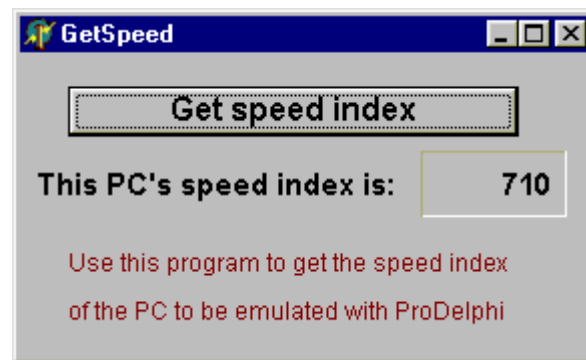 GetSpeed
Get speed index
This PC's speed index is: 710
Use this program to get the speed index
of the PC to be emulated with ProDelphi